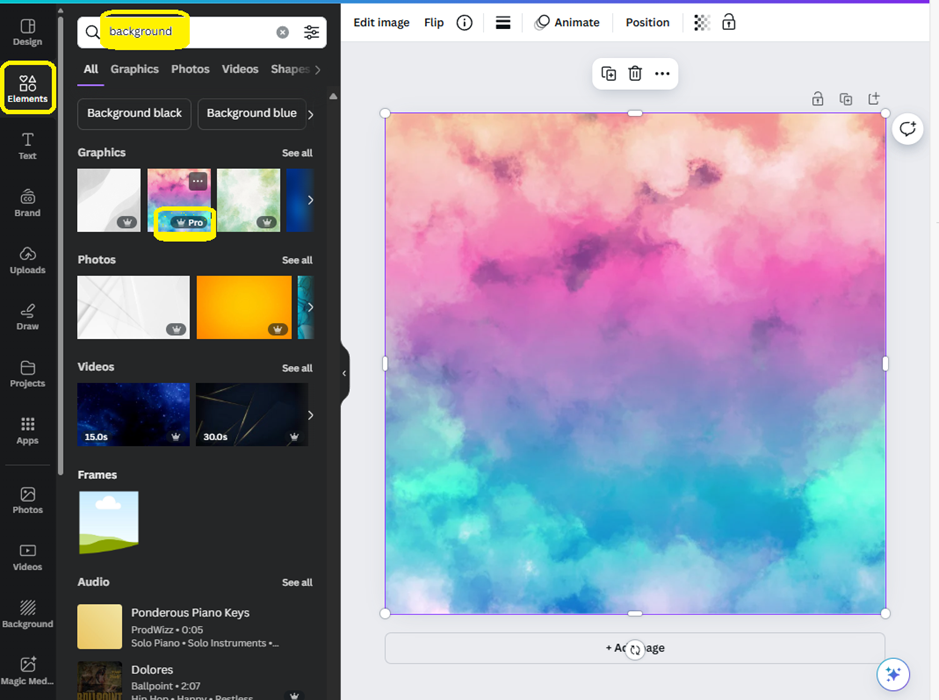 Design
Elements
Text
Brand
Uploads
Draw
Projects
Apps
Photos
Videos
Background
Magic Med...
background
All Graphics Photos Videos Shapes
Background black Background blue
Graphics See all
Pro
Photos See all
Videos See all
15.0s 30.0s
Frames
Audio See all
Ponderous Piano Keys
ProdWizz • 0:05
Solo Piano • Solo Instruments •...
Dolores
Ballpoint • 2:07
Hip Hop • Happy • Restless
Edit image Flip Animate Position